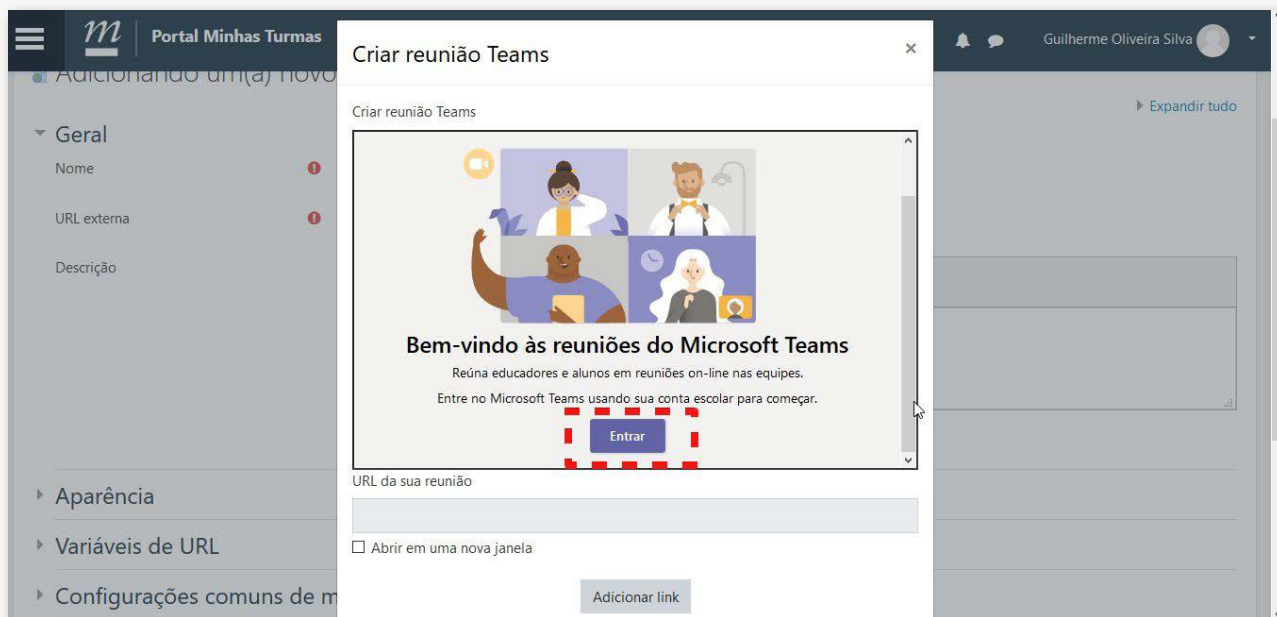 m
Portal Minhas Turmas
Guilherme Oliveira Silva
Adicionando um(a) novo
Expandir tudo
Geral
Nome
URL externa
Descrição
Aparência
Variáveis de URL
Configurações comuns de m
Criar reunião Teams
×
Criar reunião Teams
Bem-vindo às reuniões do Microsoft Teams
Reúna educadores e alunos em reuniões on-line nas equipes.
Entre no Microsoft Teams usando sua conta escolar para começar.
Entrar
URL da sua reunião
Abrir em uma nova janela
Adicionar link